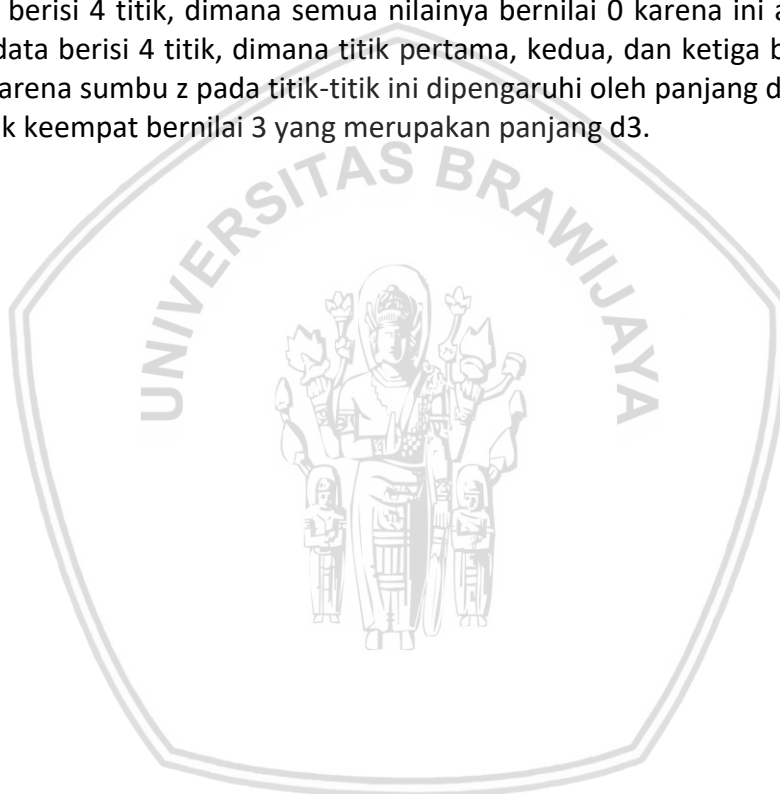 berisi 4 titik, dimana semua nilainya bernilai 0 karena ini a
data berisi 4 titik, dimana titik pertama, kedua, dan ketiga b
arena sumbu z pada titik-titik ini dipengaruhi oleh panjang d
k keempat bernilai 3 yang merupakan panjang d3.
UNIVERSITAS BRAWIJAYA